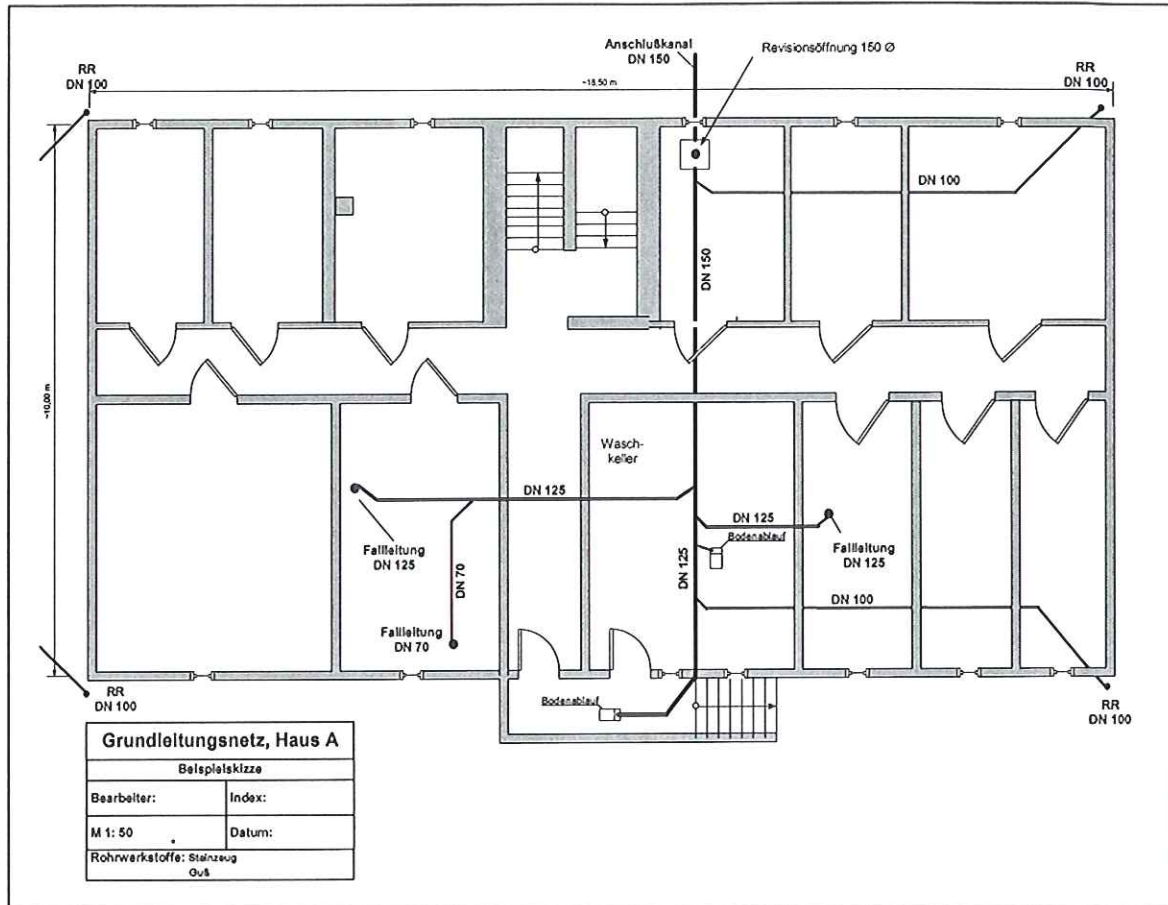 Anschlußkanal
DN 150
Revisionsöffnung 150 Ø
RR
DN 100
~18,50 m
RR
DN 100
DN 100
DN 150
~10,00 m
Wasch-
keller
DN 125
DN 125
Bodenablauf
Fallleitung
DN 125
Fallleitung
DN 125
DN 70
DN 125
DN 100
Fallleitung
DN 70
RR
DN 100
Bodenablauf
RR
DN 100
Grundleitungsnetz, Haus A
Beispielskizze
Bearbeiter:
Index:
M 1: 50
Datum:
Rohrwerkstoffe: Steinzeug
Guß